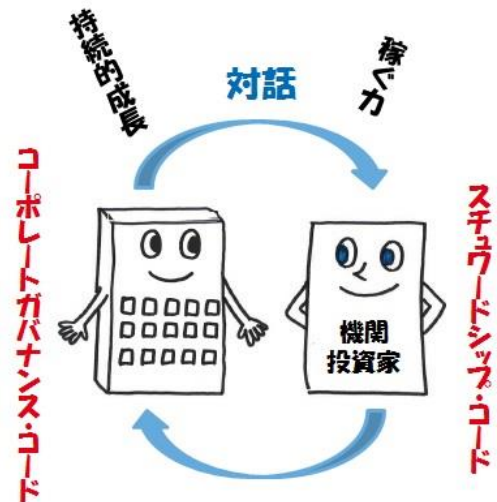 持続的成長
対話
稼ぐ力
コーポレートガバナンス・コード
スチュワードシップ・コード
機関
投資家